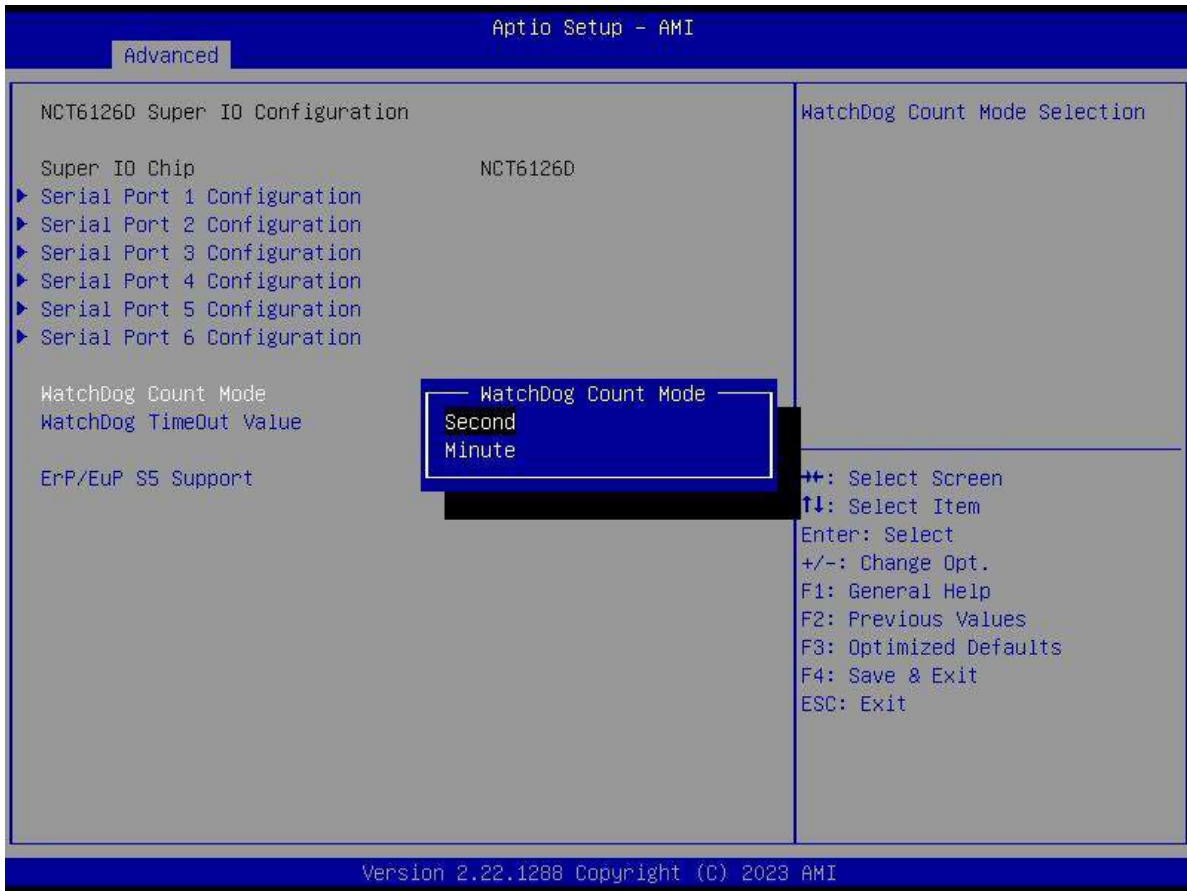 Aptio Setup - AMI
Advanced
NCT6126D Super IO Configuration
Super IO Chip NCT6126D
Serial Port 1 Configuration
Serial Port 2 Configuration
Serial Port 3 Configuration
Serial Port 4 Configuration
Serial Port 5 Configuration
Serial Port 6 Configuration
WatchDog Count Mode
WatchDog TimeOut Value
ErP/EuP S5 Support
WatchDog Count Mode
Second
Minute
WatchDog Count Mode Selection
→←: Select Screen
↑↓: Select Item
Enter: Select
+/-: Change Opt.
F1: General Help
F2: Previous Values
F3: Optimized Defaults
F4: Save & Exit
ESC: Exit
Version 2.22.1288 Copyright (C) 2023 AMI